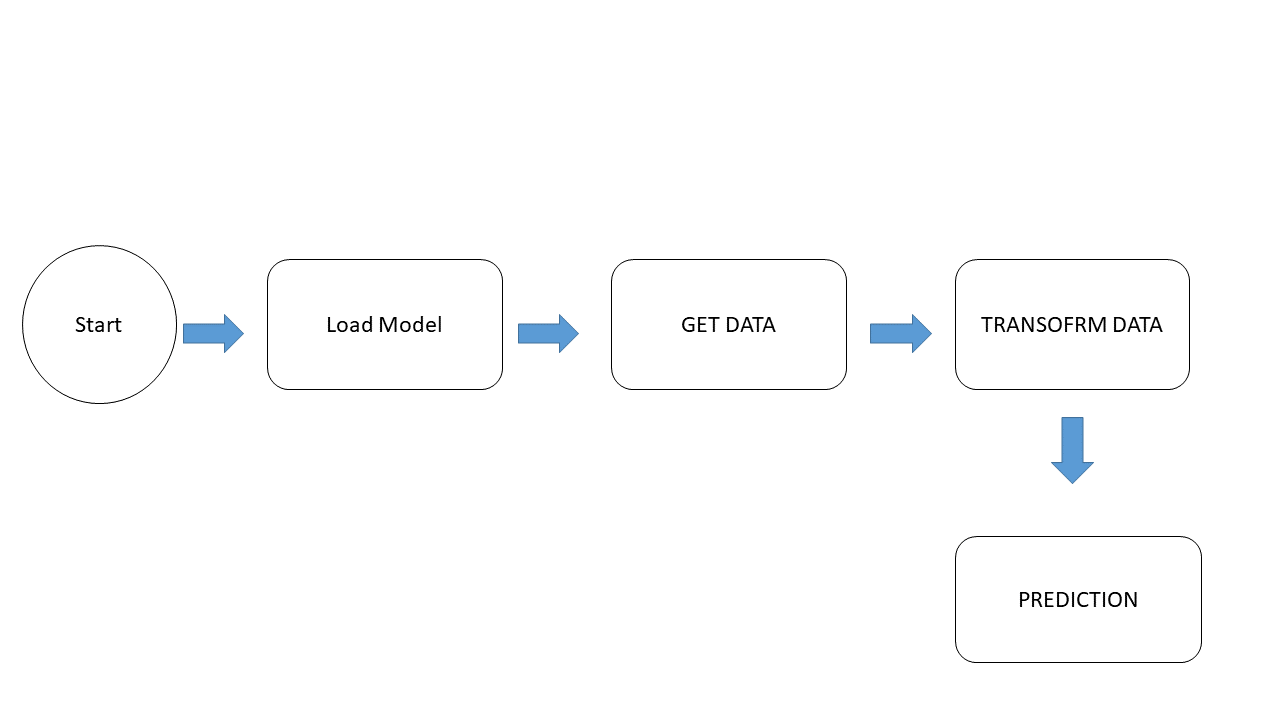 Start
Load Model
GET DATA
TRANSOFRM DATA
PREDICTION